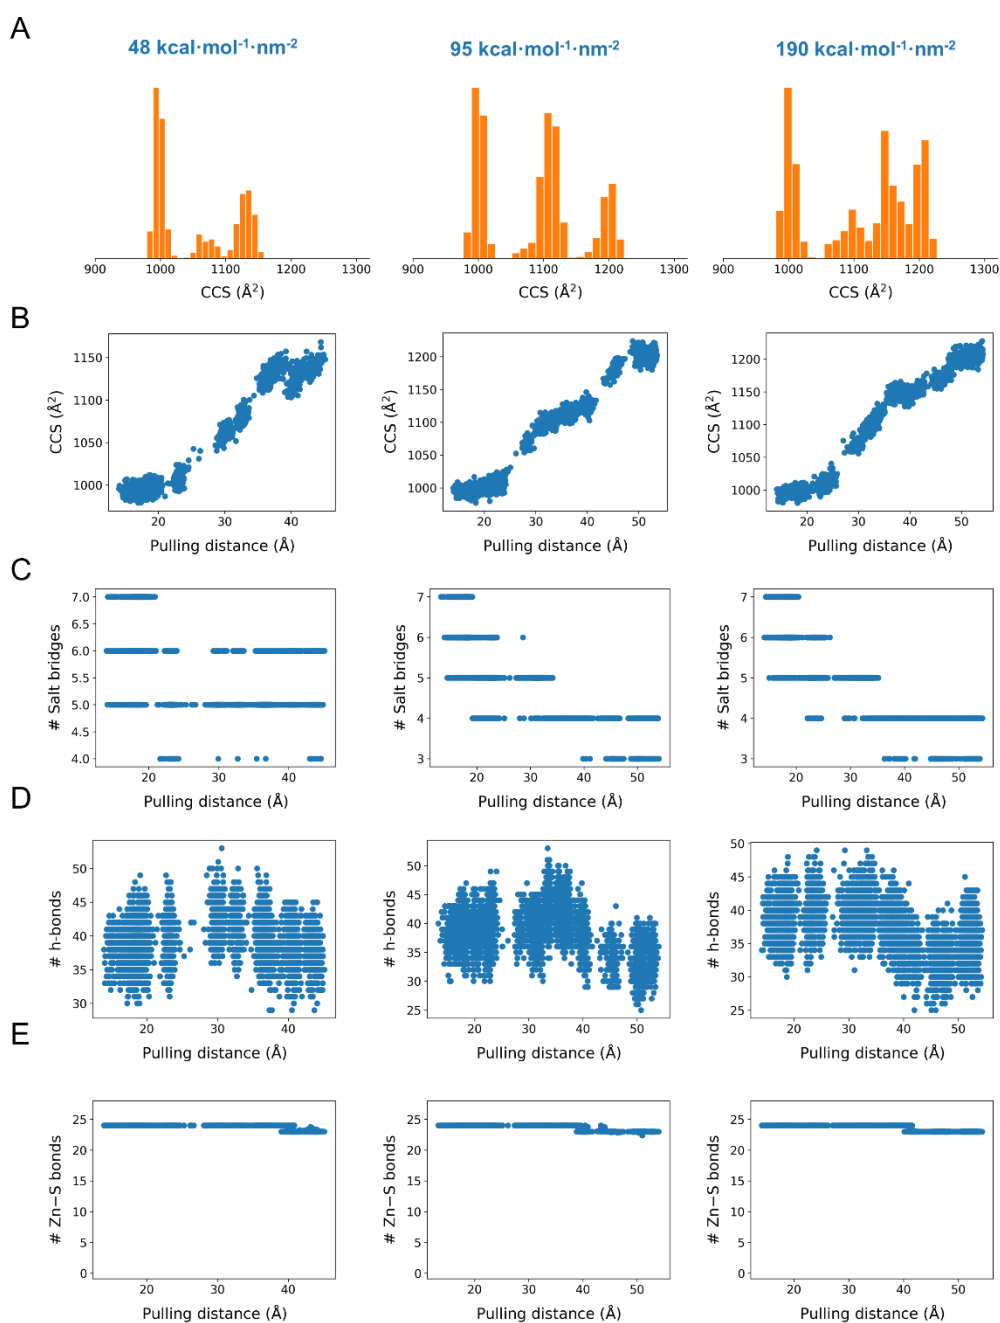 A
48 kcal·mol⁻¹·nm⁻² 95 kcal·mol⁻¹·nm⁻² 190 kcal·mol⁻¹·nm⁻²
900 1000 1100 1200 1300 900 1000 1100 1200 1300 900 1000 1100 1200 1300
CCS (Å²) CCS (Å²) CCS (Å²)
B
CCS (Å²) 1150 1100 1050 1000
20 30 40
Pulling distance (Å)
CCS (Å²) 1200 1150 1100 1050 1000
20 30 40 50
Pulling distance (Å)
CCS (Å²) 1200 1150 1100 1050 1000
20 30 40 50
Pulling distance (Å)
C
# Salt bridges 7.0 6.5 6.0 5.5 5.0 4.5 4.0
20 30 40
Pulling distance (Å)
# Salt bridges 7 6 5 4 3
20 30 40 50
Pulling distance (Å)
# Salt bridges 7 6 5 4 3
20 30 40 50
Pulling distance (Å)
D
# h-bonds 50 45 40 35 30
20 30 40
Pulling distance (Å)
# h-bonds 50 45 40 35 30 25
20 30 40 50
Pulling distance (Å)
# h-bonds 50 45 40 35 30 25
20 30 40 50
Pulling distance (Å)
E
# Zn−S bonds 25 20 15 10 5 0
20 30 40
Pulling distance (Å)
# Zn−S bonds 25 20 15 10 5 0
20 30 40 50
Pulling distance (Å)
# Zn−S bonds 25 20 15 10 5 0
20 30 40 50
Pulling distance (Å)